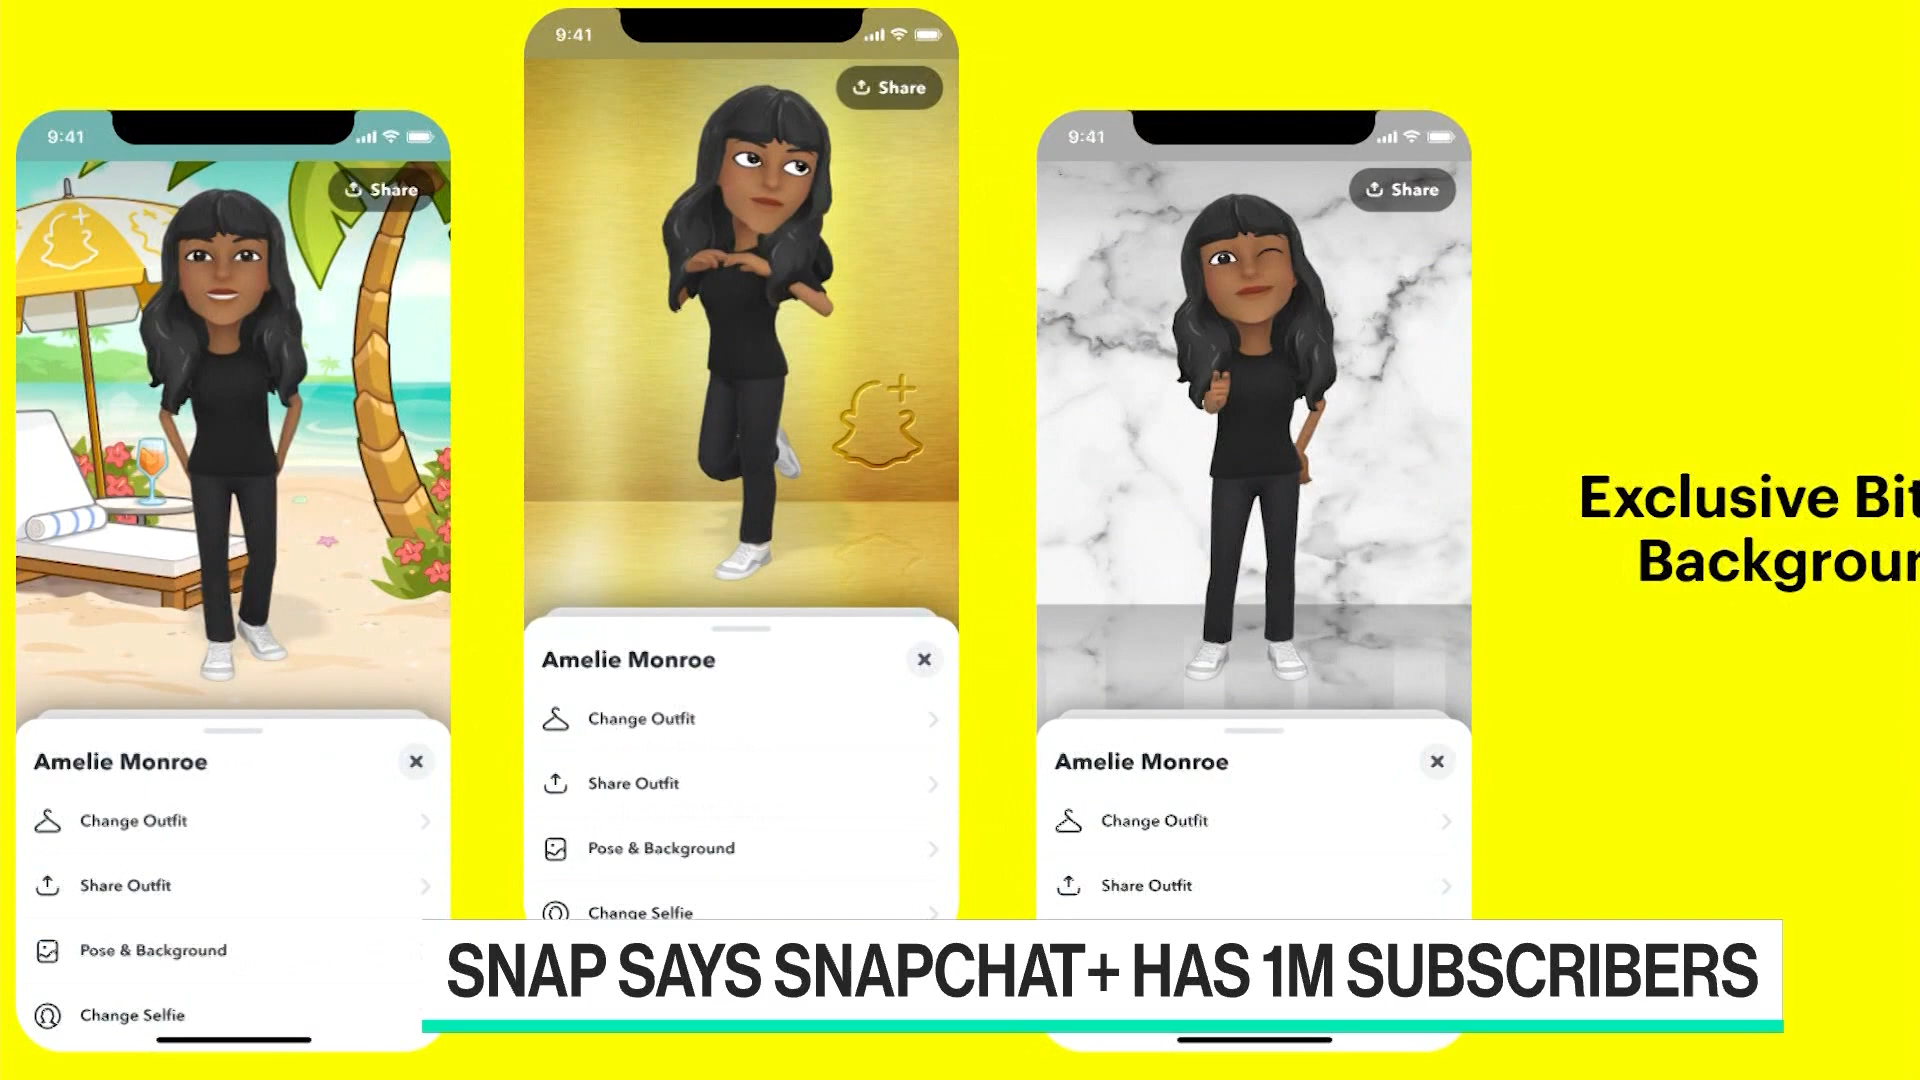 9:41
Share
Amelie Monroe
Change Outfit
Share Outfit
Pose & Background
Change Selfie
9:41
Share
Amelie Monroe
Change Outfit
Share Outfit
Pose & Background
Change Selfie
9:41
Share
Amelie Monroe
Change Outfit
Share Outfit
Exclusive Bit
Backgroun
SNAP SAYS SNAPCHAT+ HAS 1M SUBSCRIBERS